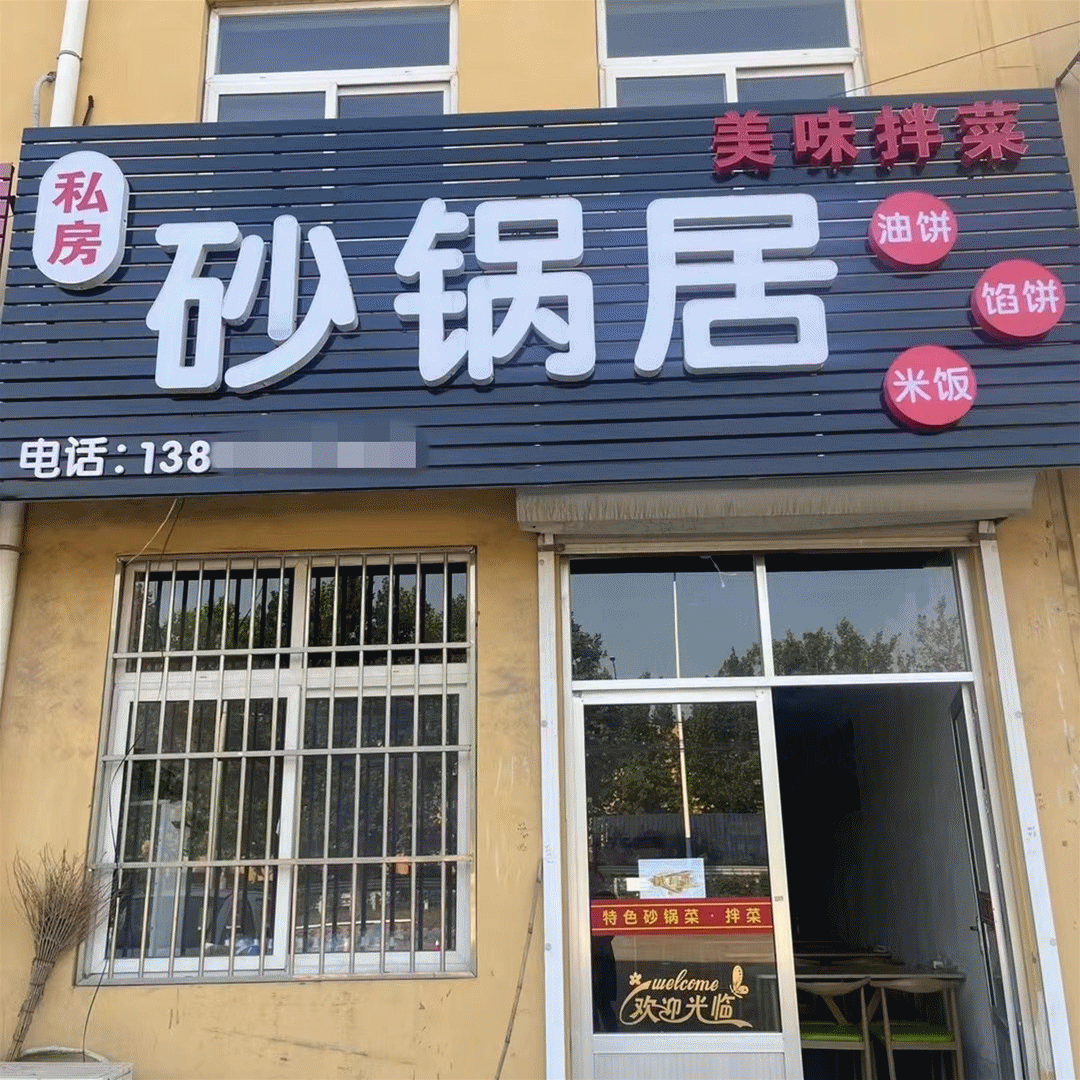 美味拌菜
私房
砂锅居
油饼
馅饼
米饭
电话：138
特色砂锅菜·拌菜
welcome
欢迎光临